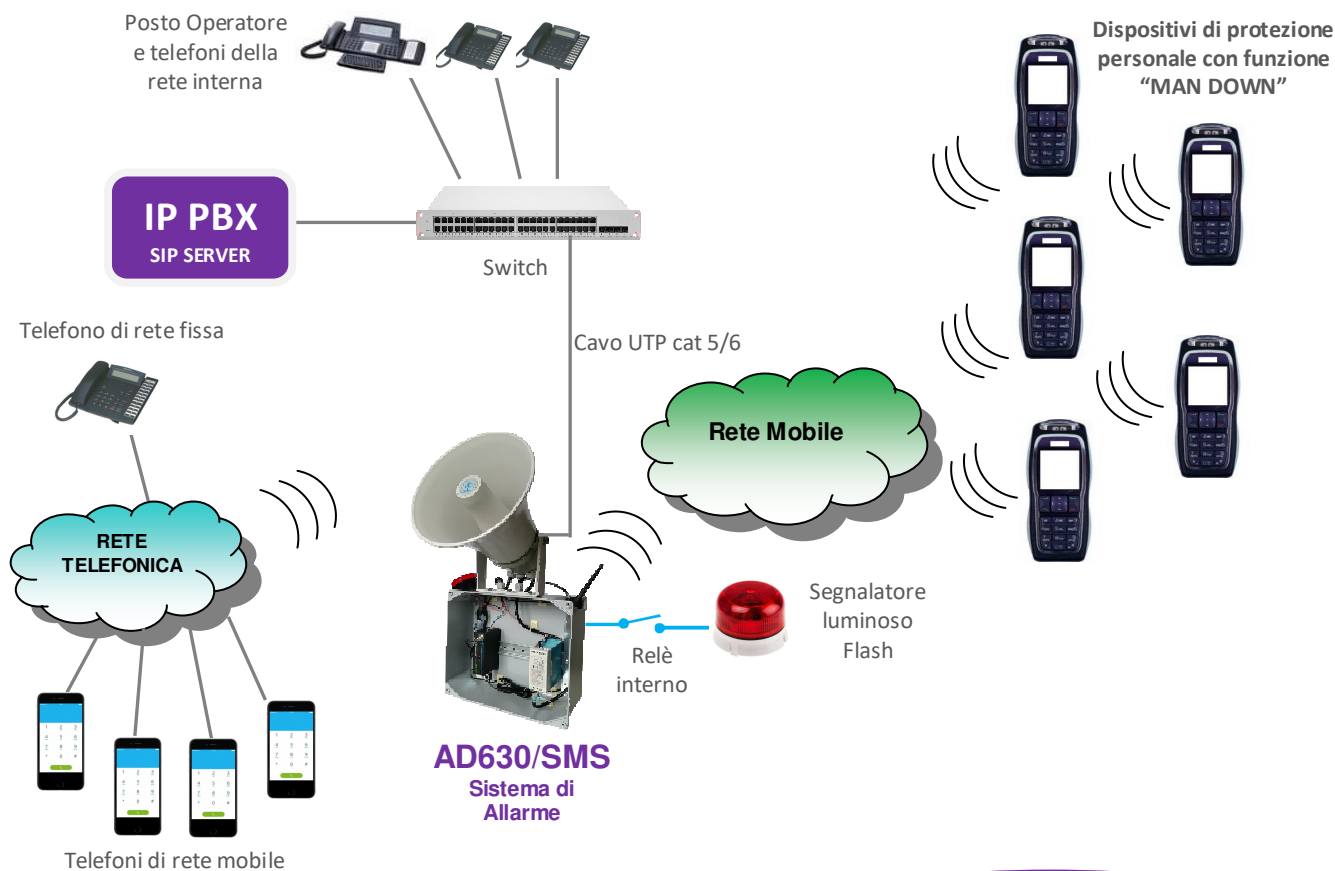 Posto Operatore
e telefoni della
rete interna
Dispositivi di protezione
personale con funzione
“MAN DOWN”
IP PBX
SIP SERVER
Switch
Telefono di rete fissa
Cavo UTP cat 5/6
Rete Mobile
RETE
TELEFONICA
Segnalatore
luminoso
Flash
Relè
interno
AD630/SMS
Sistema di
Allarme
Telefoni di rete mobile